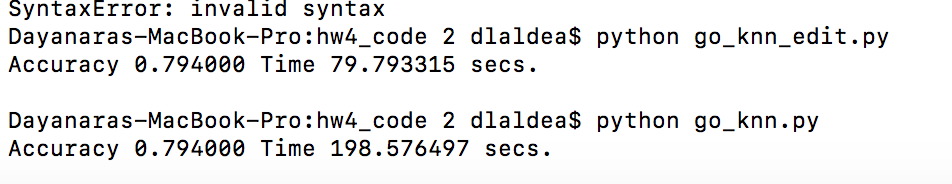 SyntaxError: invalid syntax
Dayanaras-MacBook-Pro:hw4_code 2 dlaldea$ python go_knn_edit.py
Accuracy 0.794000 Time 79.793315 secs.
Dayanaras-MacBook-Pro:hw4_code 2 dlaldea$ python go_knn.py
Accuracy 0.794000 Time 198.576497 secs.